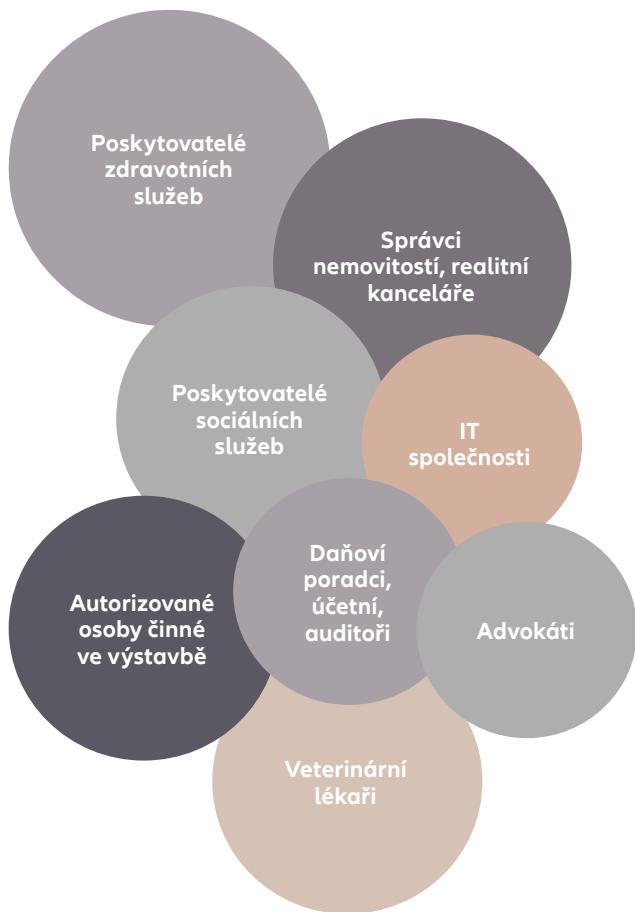 Poskytovatelé
zdravotních
služeb
Správci
nemovitostí, realitní
kanceláře
Poskytovatelé
sociálních
služeb
IT
společnosti
Daňoví
poradci,
účetní,
auditoři
Autorizované
osoby činné
ve výstavbě
Advokáti
Veterinární
lékaři